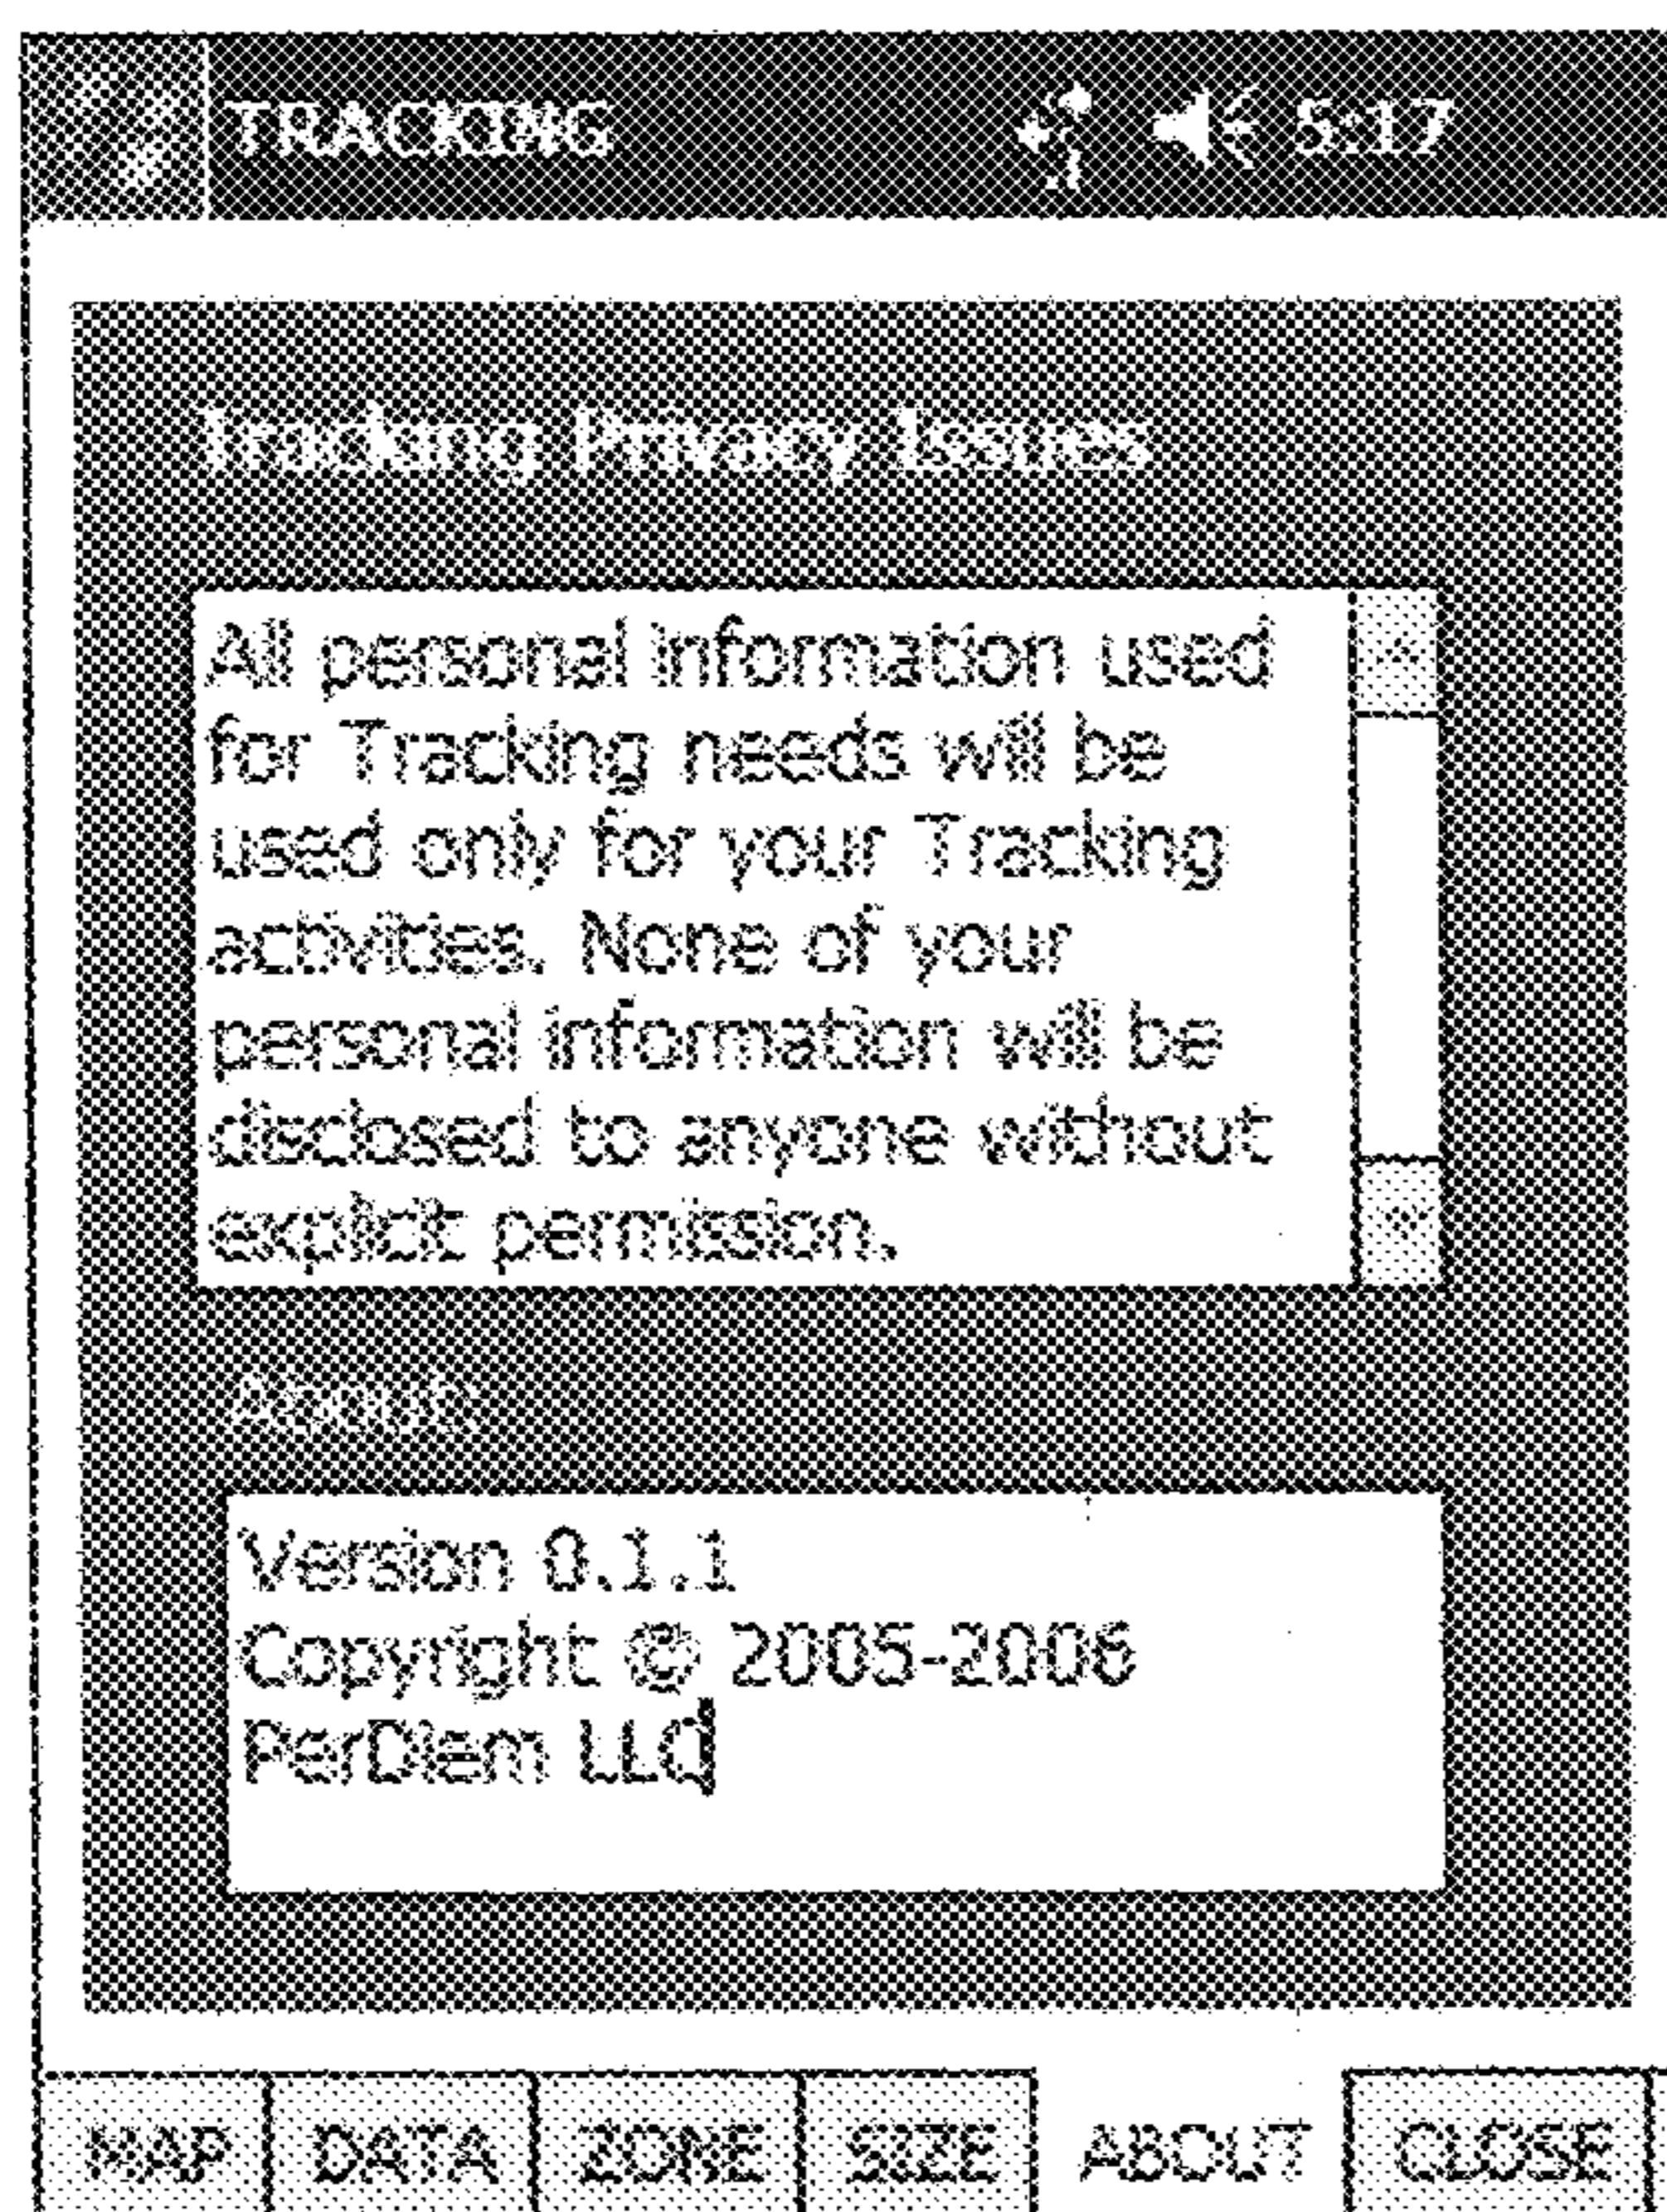 TRACKING 5:17
Tracking Privacy Issues
All personal information used
for Tracking needs will be
used only for your Tracking
activities. None of your
personal information will be
disclosed to anyone without
explicit permission.
About:
Version 0.1.1
Copyright © 2005-2006
PerDiem LLC
MAP DATA ZONE SIZE ABOUT CLOSE